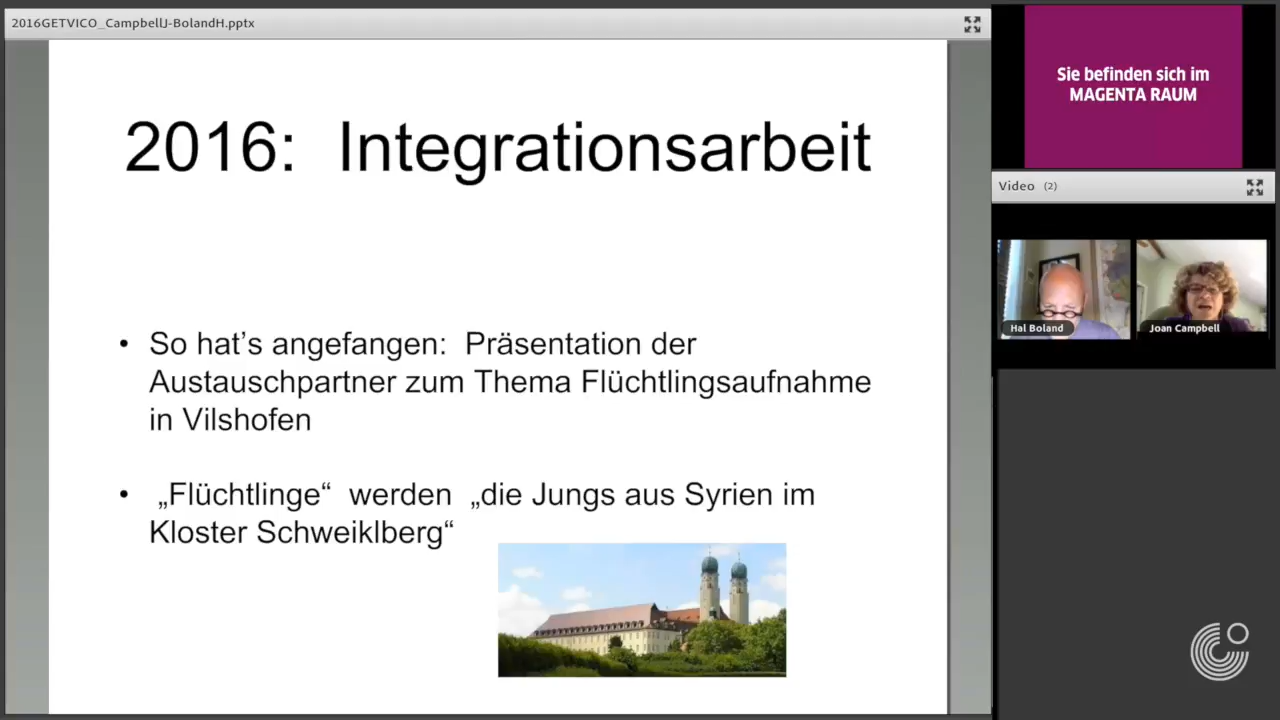 2016GETVICO_CampbellJ-BolandH.pptx
2016: Integrationsarbeit
• So hat’s angefangen: Präsentation der
Austauschpartner zum Thema Flüchtlingsaufnahme
in Vilshofen
• „Flüchtlinge“ werden „die Jungs aus Syrien im
Kloster Schweiklberg“
Sie befinden sich im
MAGENTA RAUM
Video (2)
Hal Boland
Joan Campbell